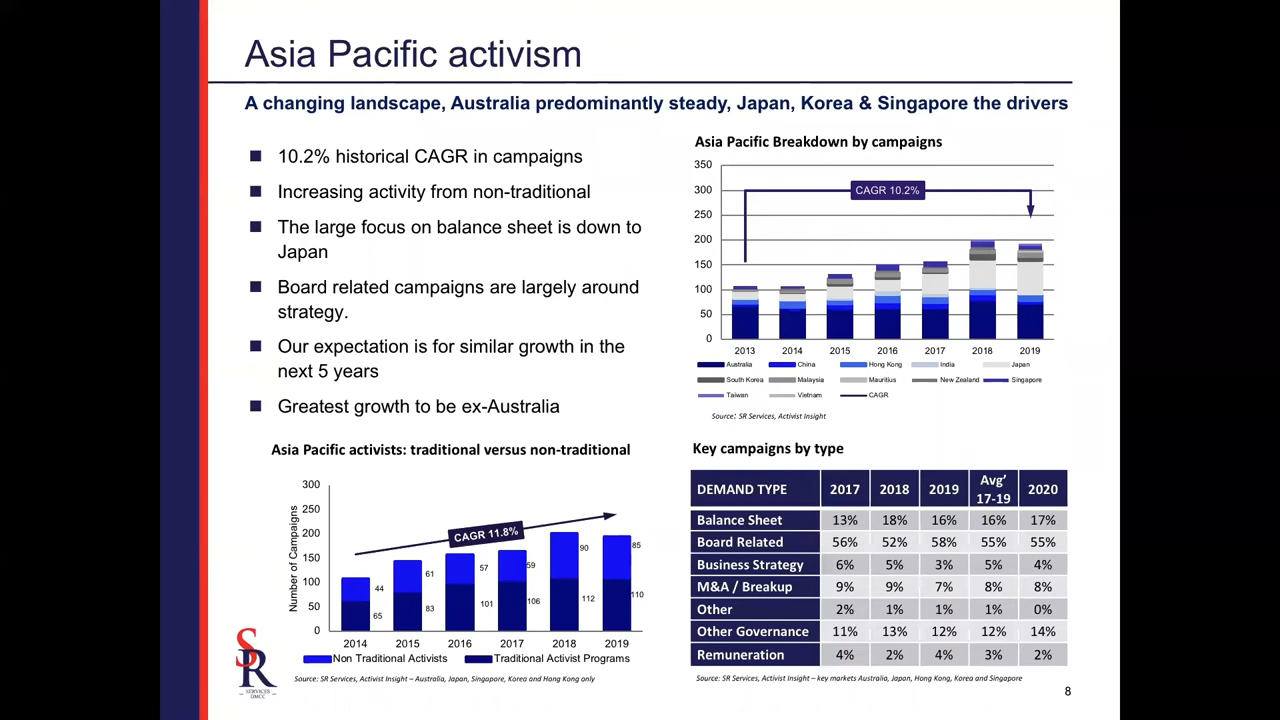 Asia Pacific activism
A changing landscape, Australia predominantly steady, Japan, Korea & Singapore the drivers
10.2% historical CAGR in campaigns
Increasing activity from non-traditional
The large focus on balance sheet is down to
Japan
Board related campaigns are largely around
strategy.
Our expectation is for similar growth in the
next 5 years
Greatest growth to be ex-Australia
Asia Pacific Breakdown by campaigns
350
300
250
200
150
100
50
0
CAGR 10.2%
2013 2014 2015 2016 2017 2018 2019
Australia China Hong Kong India Japan
South Korea Malaysia Mauritius New Zealand Singapore
Taiwan Vietnam CAGR
Source: SR Services, Activist Insight
Asia Pacific activists: traditional versus non-traditional
Number of Campaigns
300
250
200
150
100
50
0
CAGR 11.8%
44 61 57 59 90 85
65 83 101 106 112 110
2014 2015 2016 2017 2018 2019
Non Traditional Activists Traditional Activist Programs
Source: SR Services, Activist Insight – Australia, Japan, Singapore, Korea and Hong Kong only
Key campaigns by type
DEMAND TYPE 2017 2018 2019 Avg’ 17-19 2020
Balance Sheet 13% 18% 16% 16% 17%
Board Related 56% 52% 58% 55% 55%
Business Strategy 6% 5% 3% 5% 4%
M&A / Breakup 9% 9% 7% 8% 8%
Other 2% 1% 1% 1% 0%
Other Governance 11% 13% 12% 12% 14%
Remuneration 4% 2% 4% 3% 2%
Source: SR Services, Activist Insight – key markets Australia, Japan, Hong Kong, Korea and Singapore
SR
SERVICES
DMCC
8